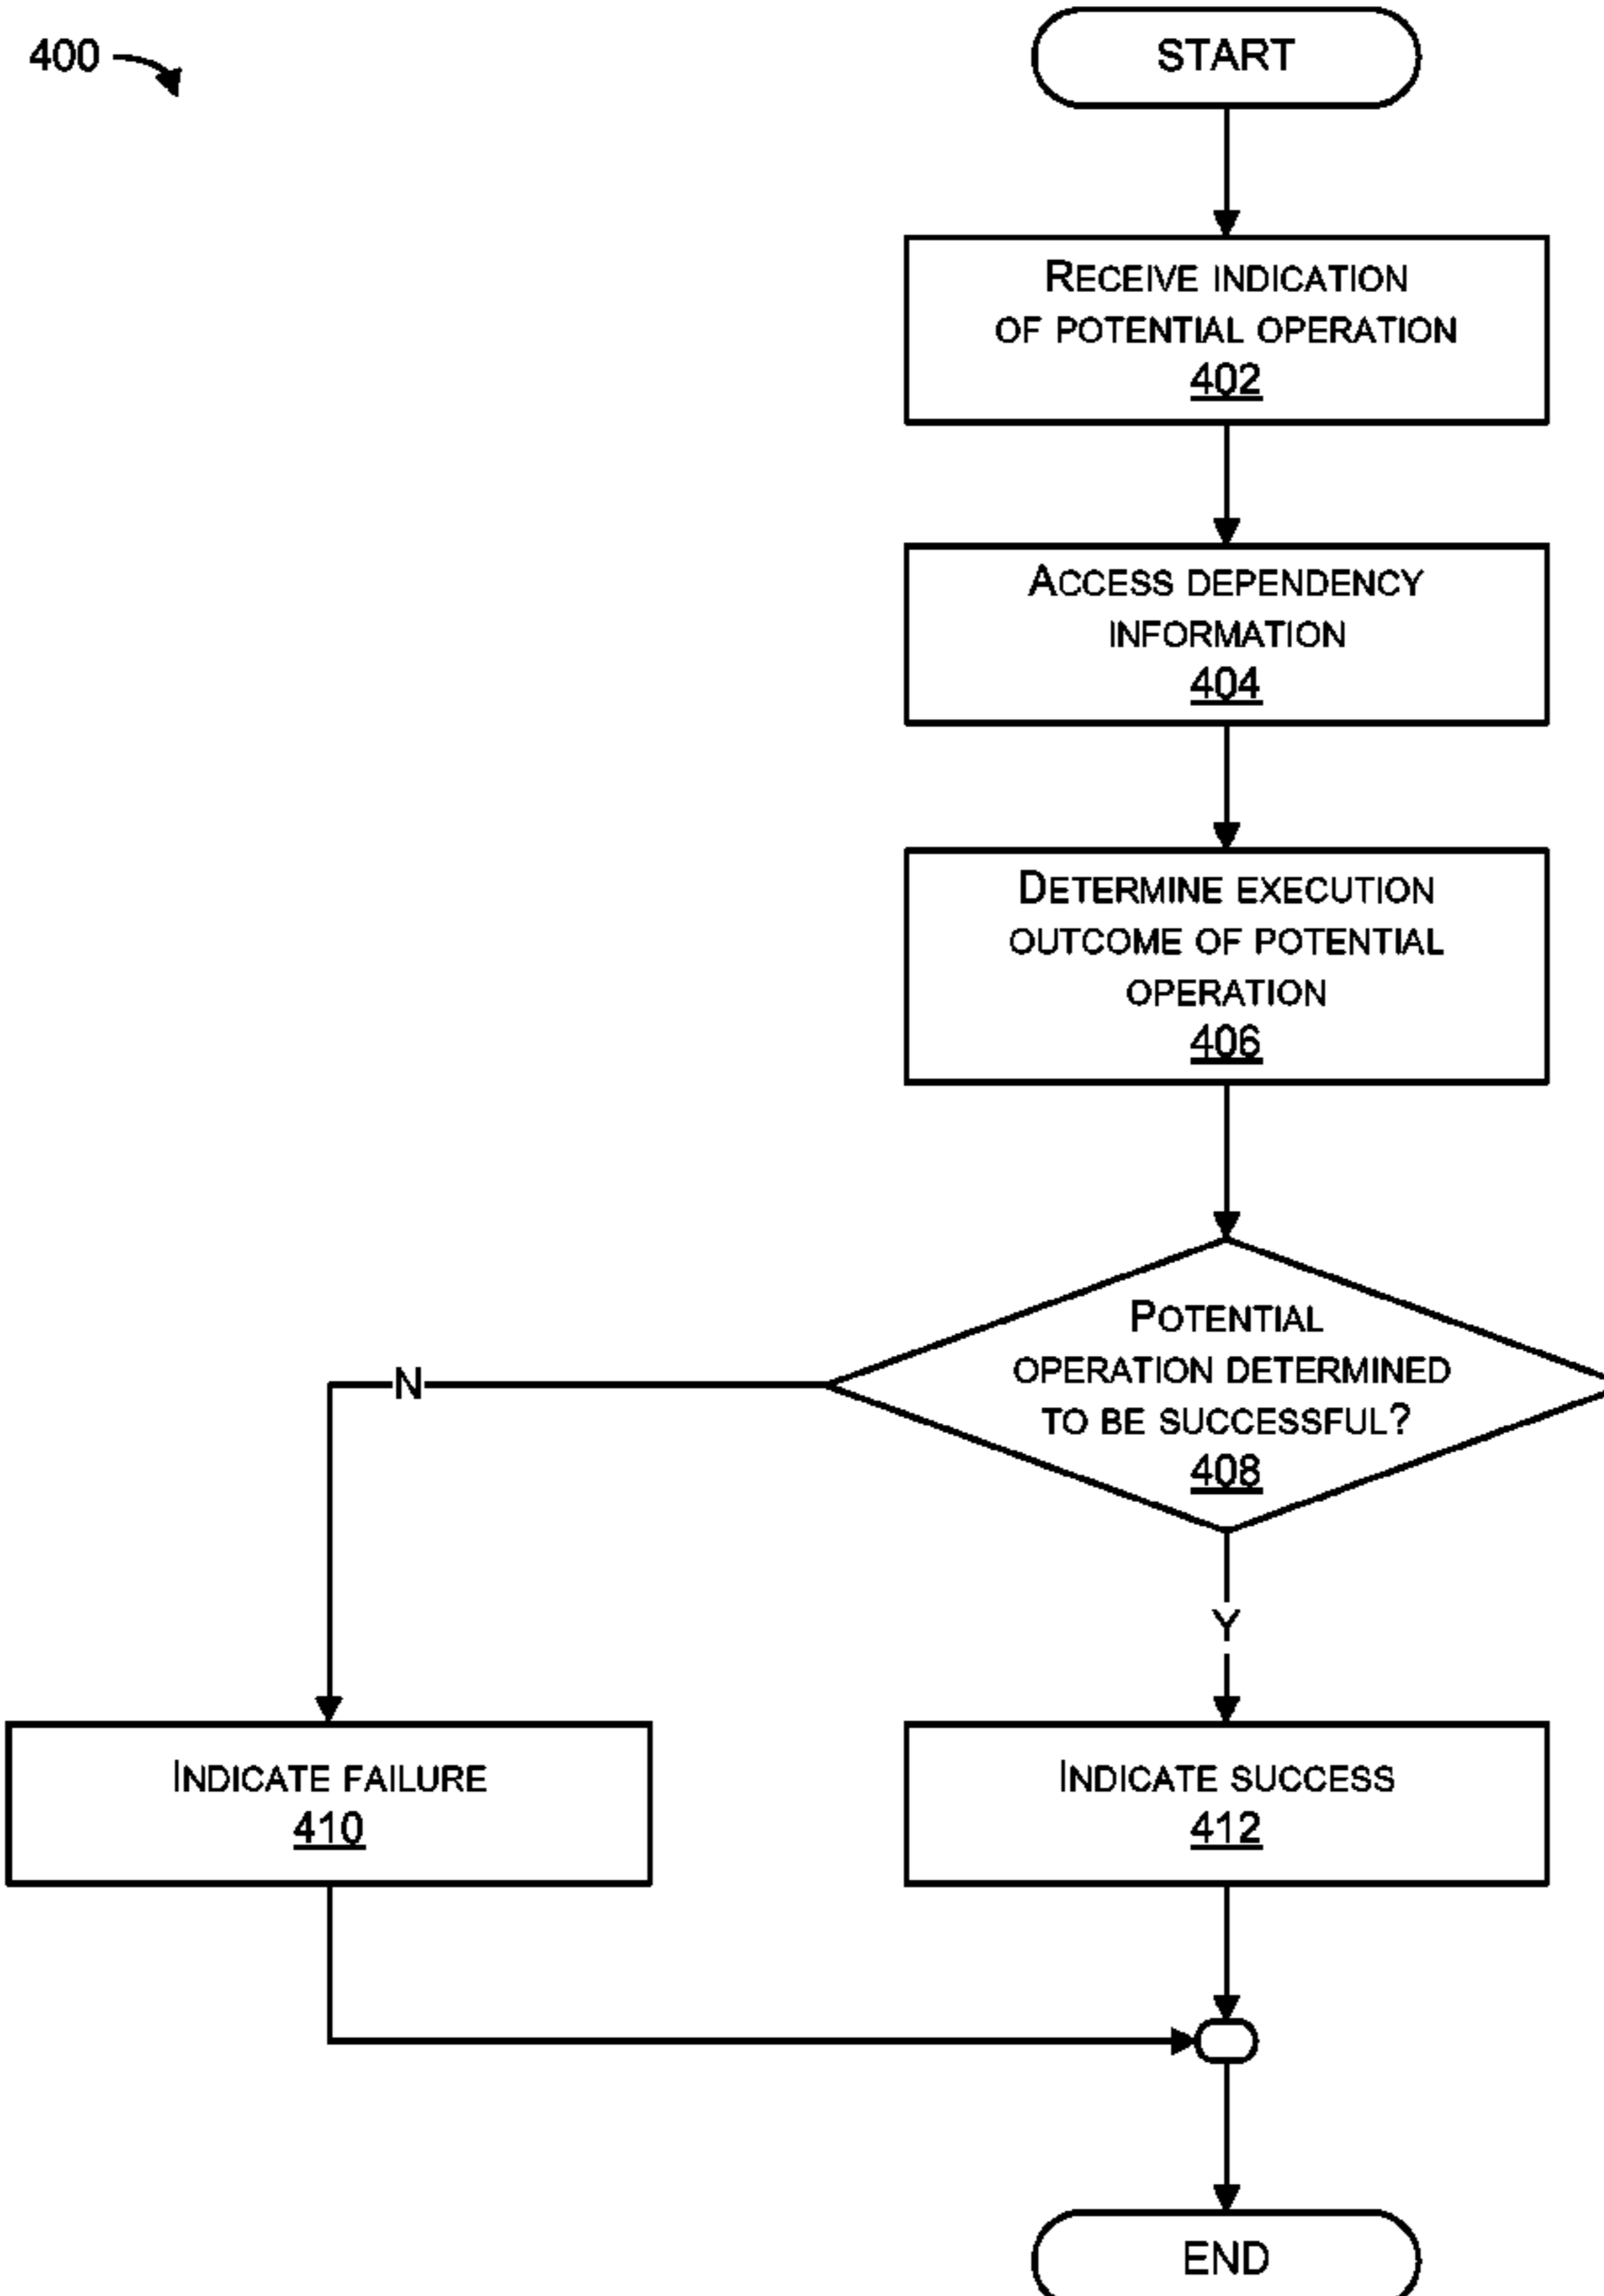 400
START
RECEIVE INDICATION
OF POTENTIAL OPERATION
402
ACCESS DEPENDENCY
INFORMATION
404
DETERMINE EXECUTION
OUTCOME OF POTENTIAL
OPERATION
406
POTENTIAL
OPERATION DETERMINED
TO BE SUCCESSFUL?
408
N
Y
INDICATE FAILURE
410
INDICATE SUCCESS
412
END